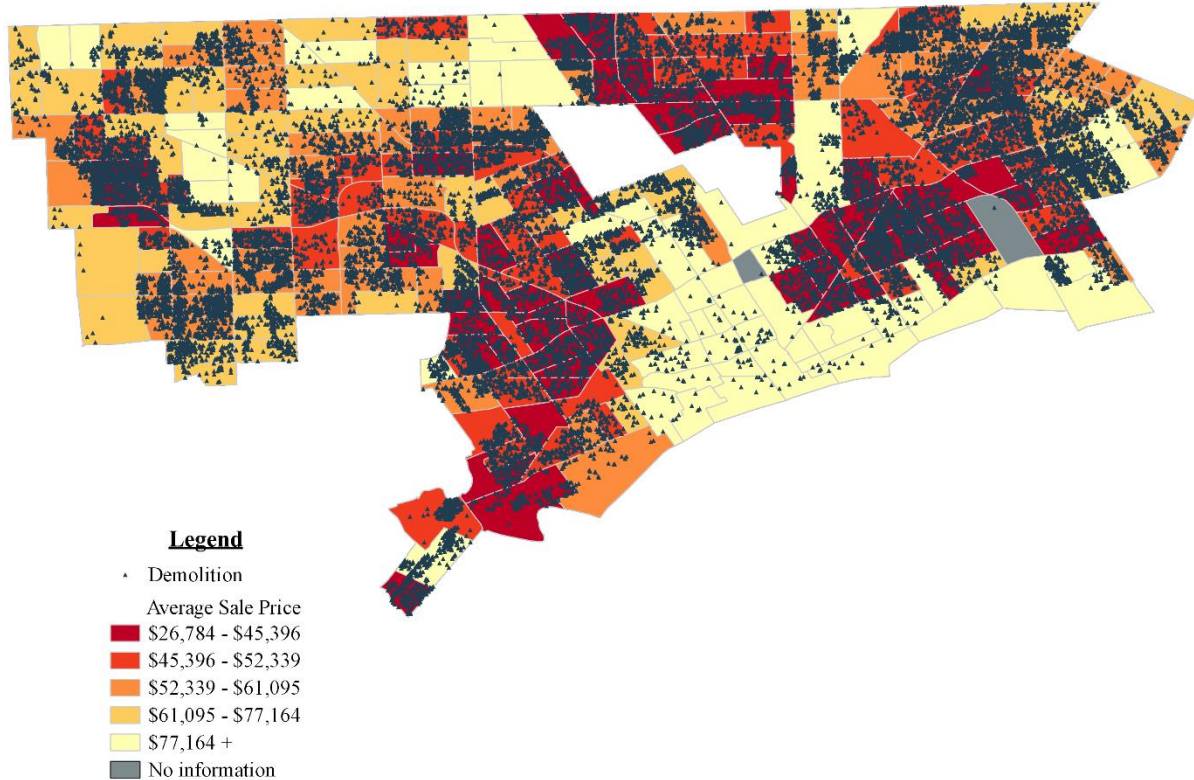 Legend
Demolition
Average Sale Price
$26,784 - $45,396
$45,396 - $52,339
$52,339 - $61,095
$61,095 - $77,164
$77,164 +
No information